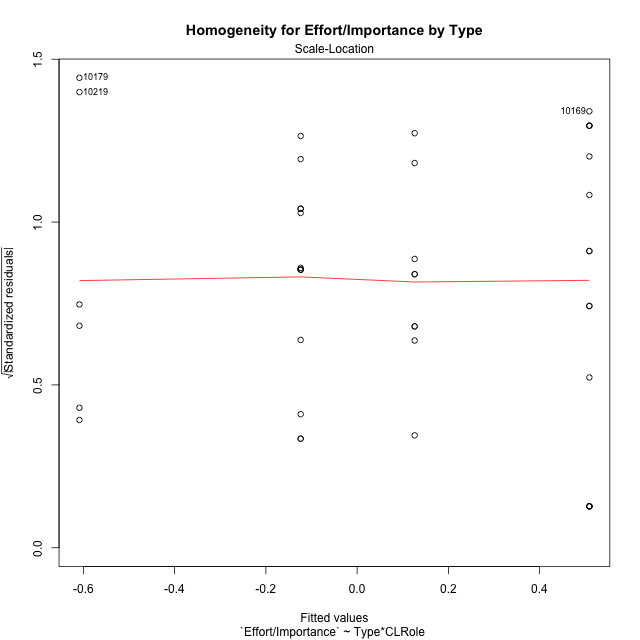 Homogeneity for Effort/Importance by Type
Scale-Location
1.5
1.0
0.5
0.0
√|Standardized residuals|
10179
10219
10169
-0.6 -0.4 -0.2 0.0 0.2 0.4
Fitted values
`Effort/Importance` ~ Type*CLRole